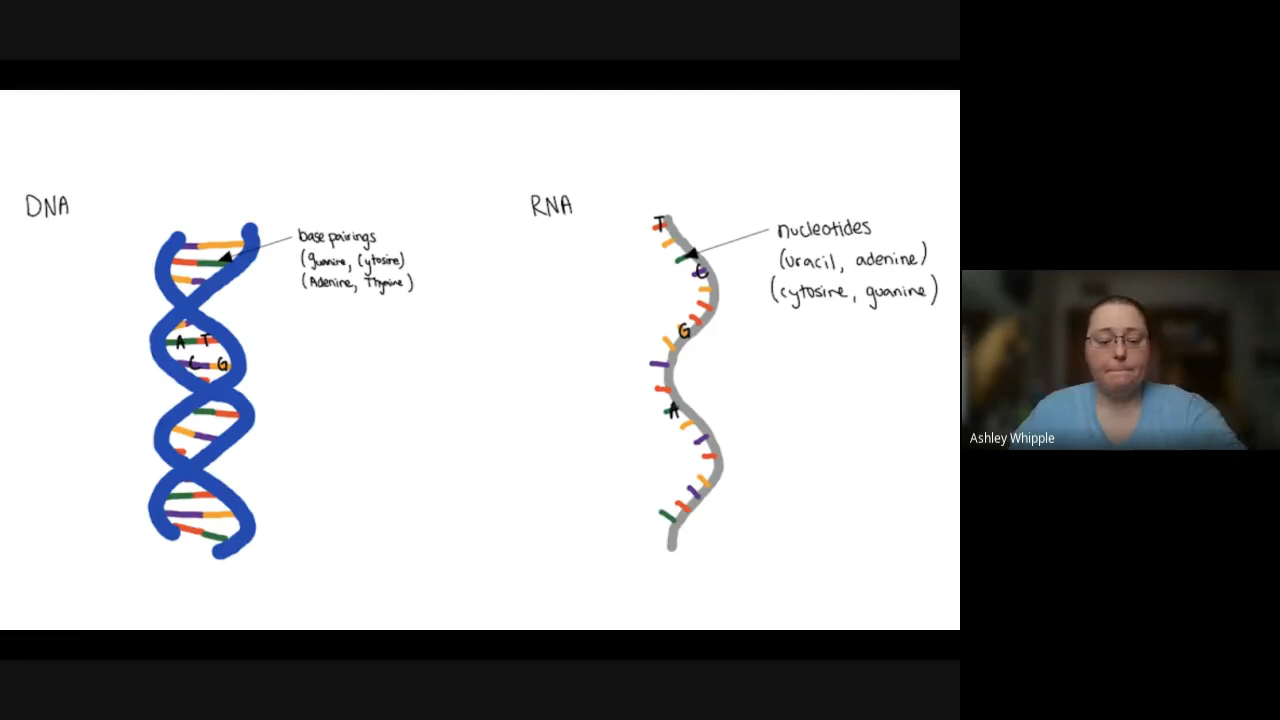 DNA
base pairings
(guanine, Cytosine)
(Adenine, Thymine)
A T
C G
RNA
T
C
G
A
nucleotides
(uracil, adenine)
(cytosine, guanine)
Ashley Whipple